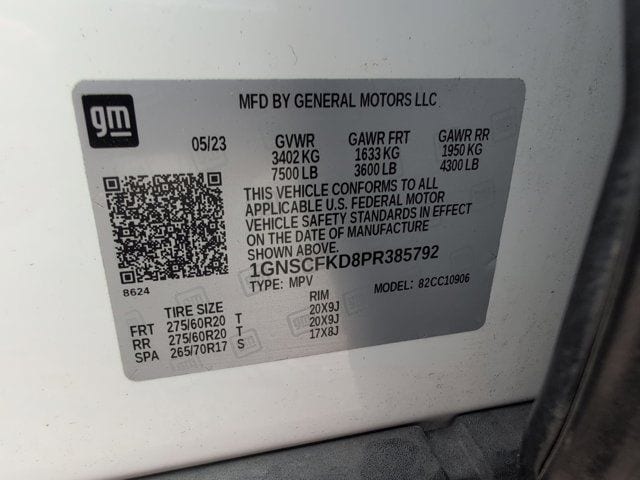 gm
MFD BY GENERAL MOTORS LLC
05/23 GVWR GAWR FRT GAWR RR
3402 KG 1633 KG 1950 KG
7500 LB 3600 LB 4300 LB
THIS VEHICLE CONFORMS TO ALL
APPLICABLE U.S. FEDERAL MOTOR
VEHICLE SAFETY STANDARDS IN EFFECT
ON THE DATE OF MANUFACTURE
SHOWN ABOVE.
1GNSCFKD8PR385792
8624 TYPE: MPV MODEL: 82CC10906
TIRE SIZE RIM
FRT 275/60R20 T 20X9J
RR 275/60R20 T 20X9J
SPA 265/70R17 S 17X8J